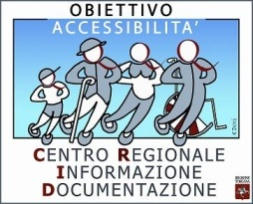 OBIETTIVO
ACCESSIBILITA'
CENTRO REGIONALE
INFORMAZIONE
DOCUMENTAZIONE